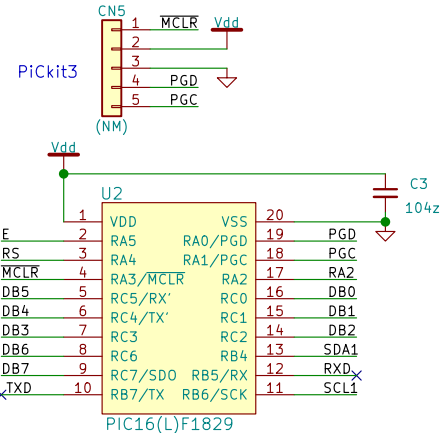 CN5
1 MCLR Vdd
2
PiCkit3
3
4 PGD
5 PGC
(NM)
Vdd
C3
104z
U2
1 VDD VSS 20
E 2 RA5 RA0/PGD 19 PGD
RS 3 RA4 RA1/PGC 18 PGC
MCLR 4 RA3/MCLR RA2 17 RA2
DB5 5 RC5/RX' RC0 16 DB0
DB4 6 RC4/TX' RC1 15 DB1
DB3 7 RC3 RC2 14 DB2
DB6 8 RC6 RB4 13 SDA1
DB7 9 RC7/SDO RB5/RX 12 RXD
TXD 10 RB7/TX RB6/SCK 11 SCL1
PIC16(L)F1829